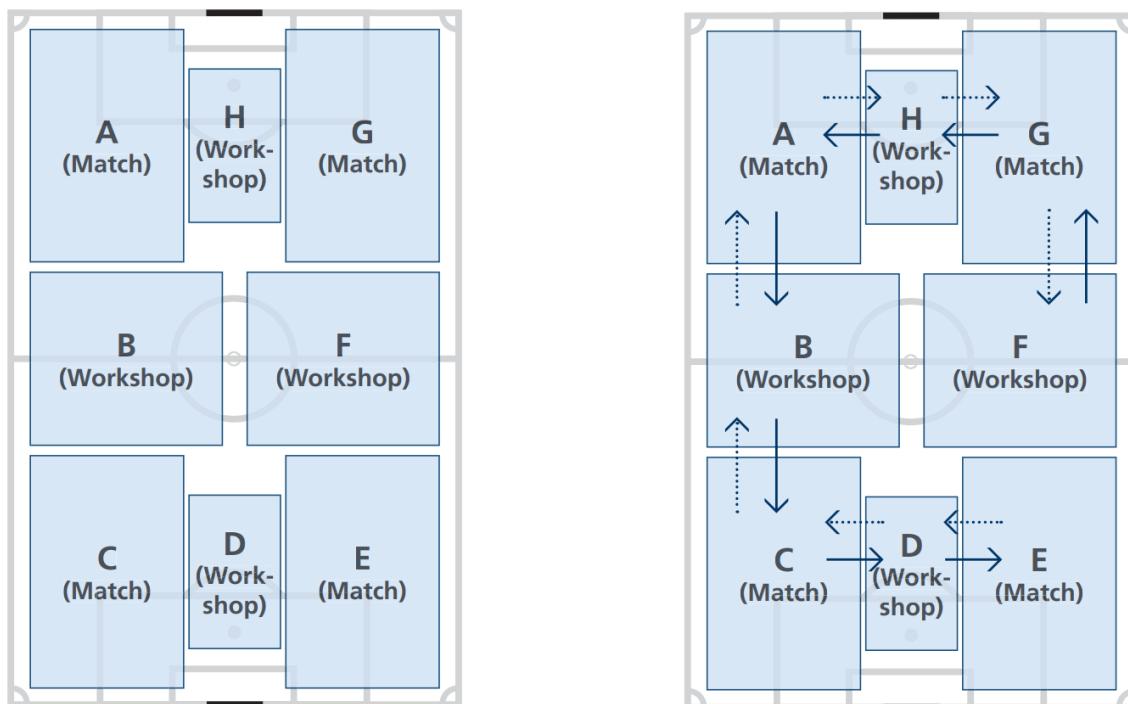 A
(Match)
H
(Work-
shop)
G
(Match)
B
(Workshop)
F
(Workshop)
C
(Match)
D
(Work-
shop)
E
(Match)
A
(Match)
H
(Work-
shop)
G
(Match)
B
(Workshop)
F
(Workshop)
C
(Match)
D
(Work-
shop)
E
(Match)